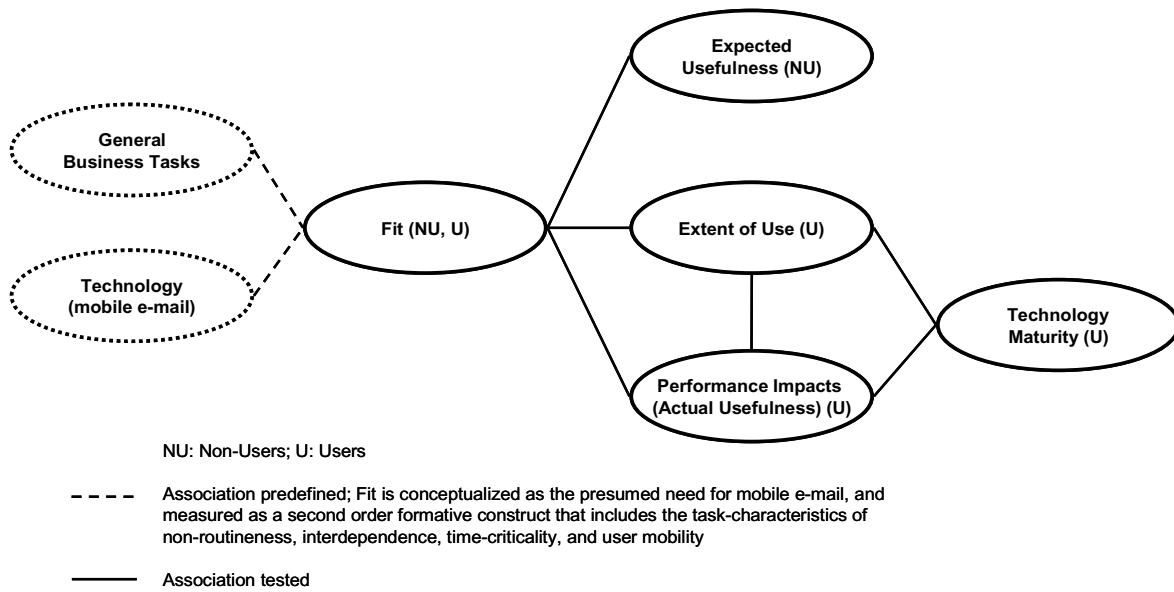 Expected
Usefulness (NU)
General
Business Tasks
Fit (NU, U)
Extent of Use (U)
Technology
(mobile e-mail)
Technology
Maturity (U)
Performance Impacts
(Actual Usefulness) (U)
NU: Non-Users; U: Users
Association predefined; Fit is conceptualized as the presumed need for mobile e-mail, and
measured as a second order formative construct that includes the task-characteristics of
non-routineness, interdependence, time-criticality, and user mobility
Association tested